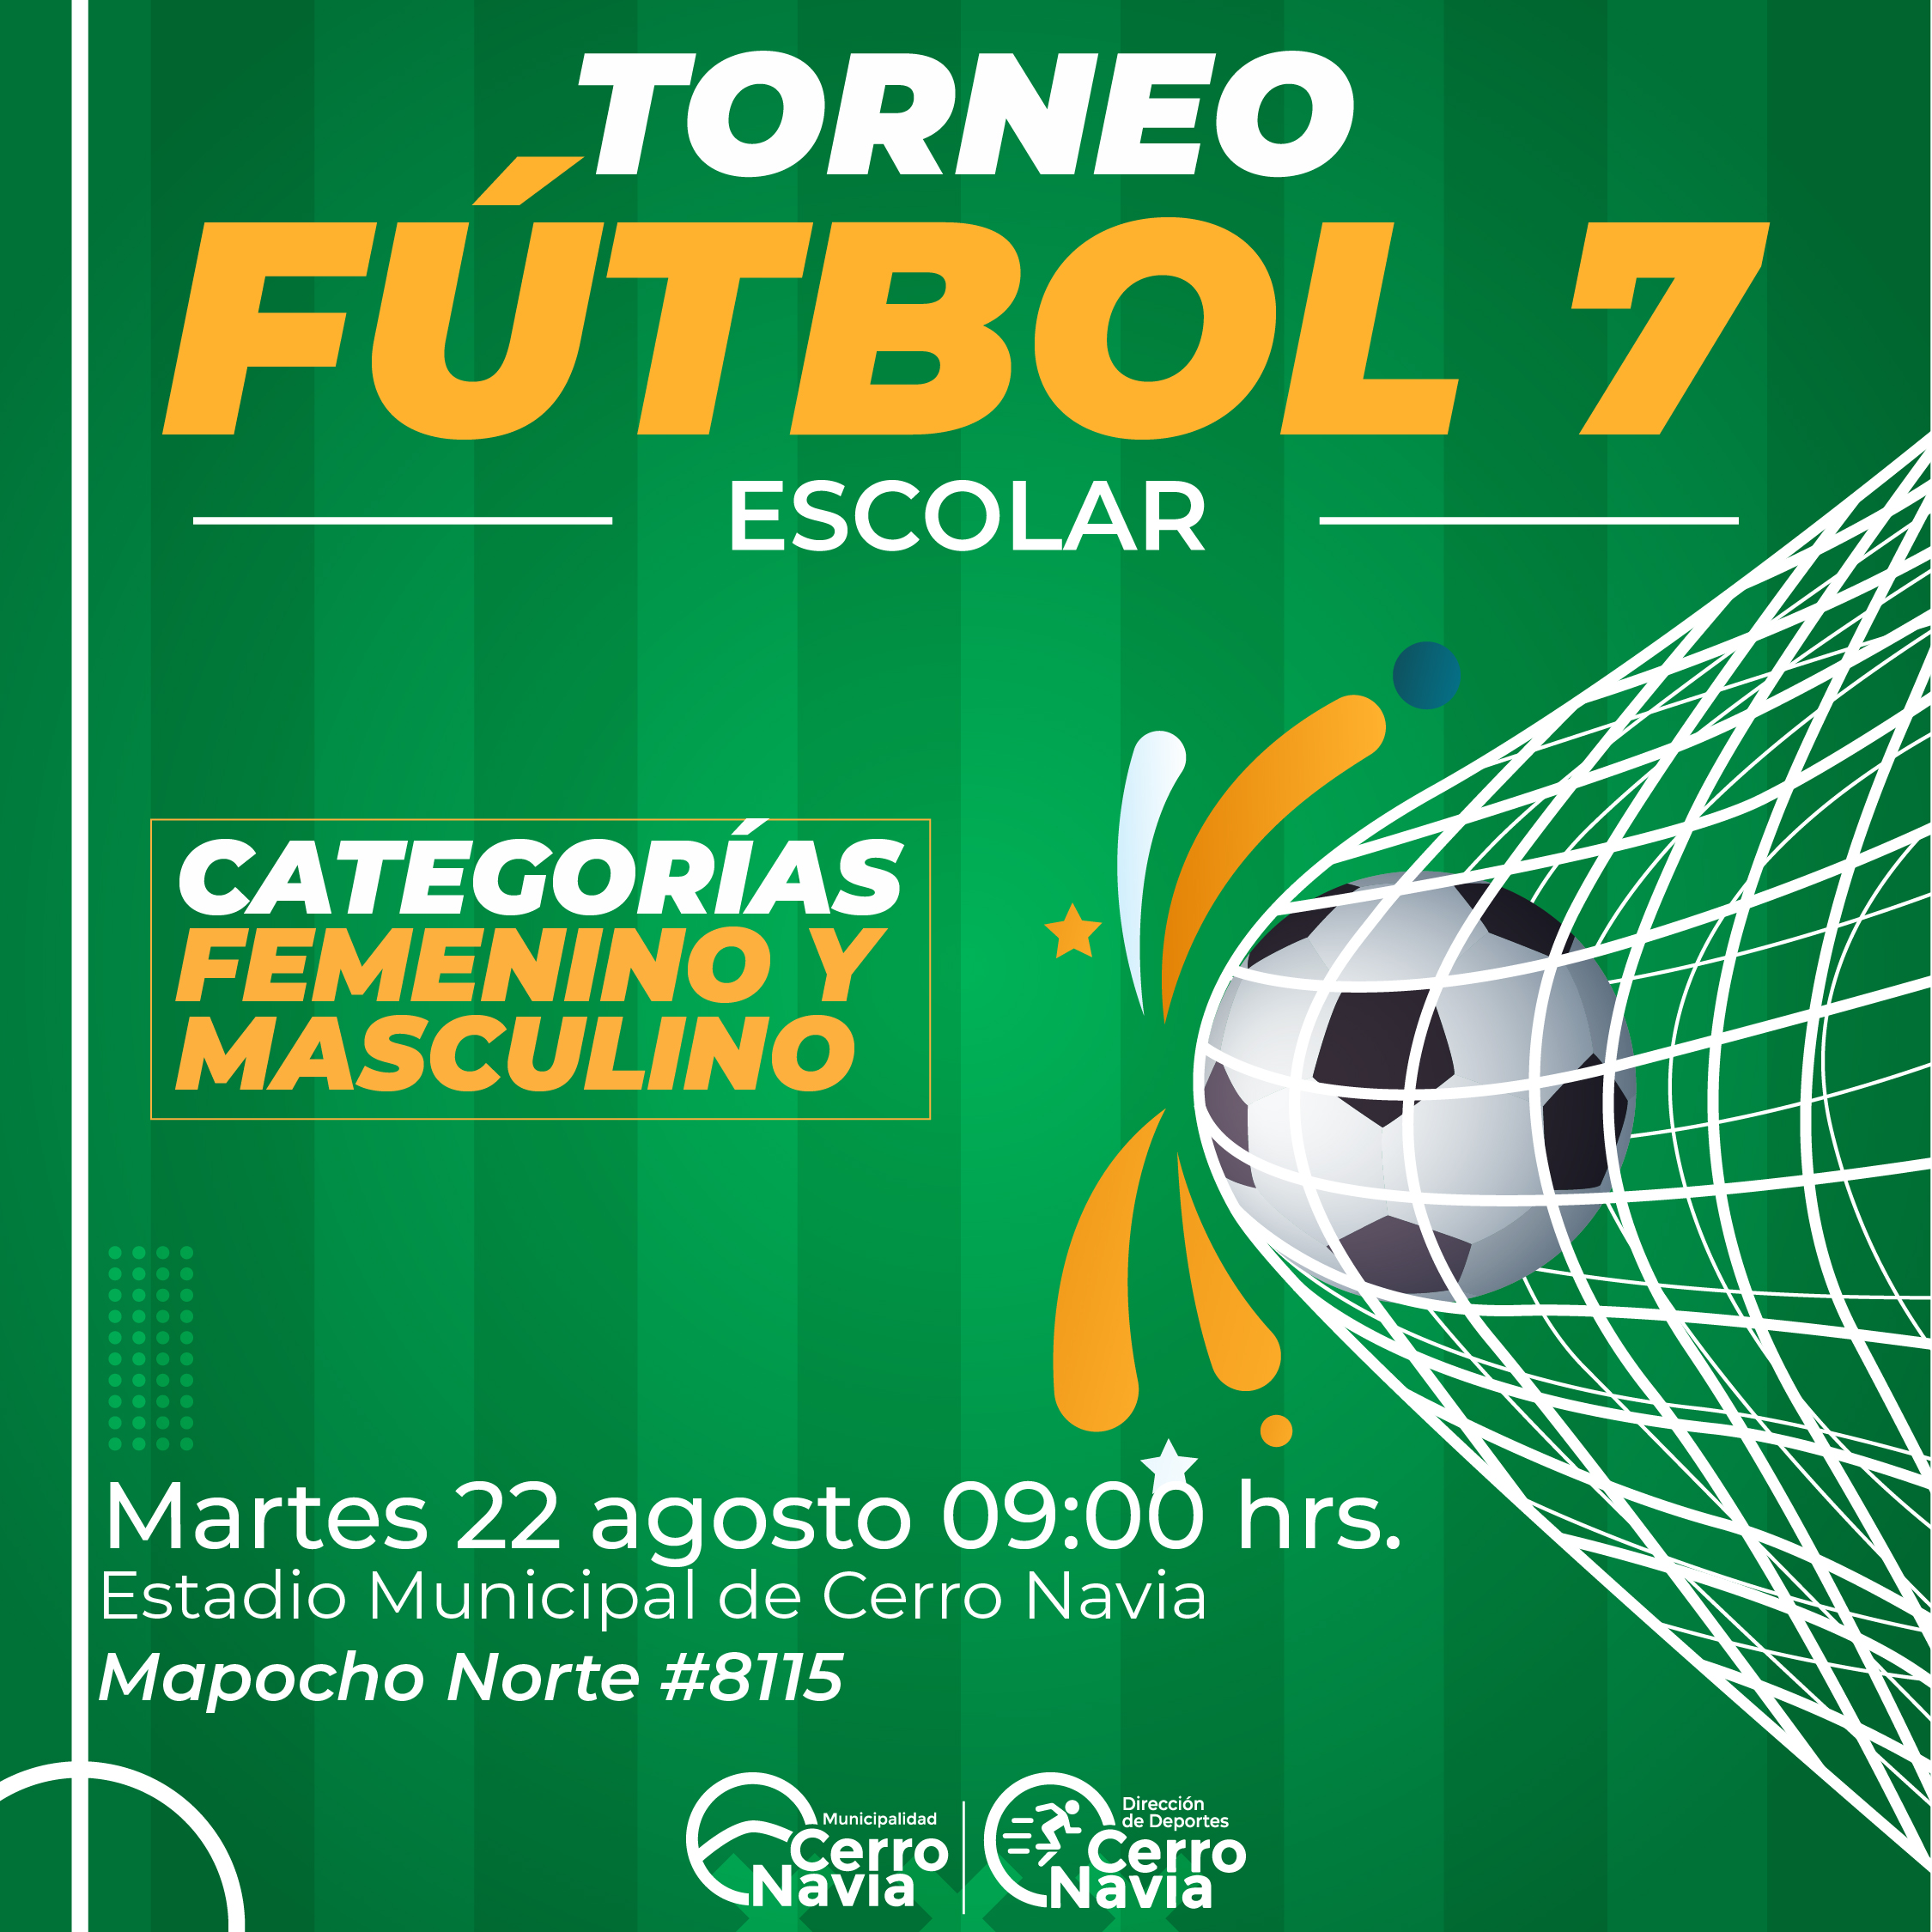 TORNEO
FÚTBOL 7
ESCOLAR
CATEGORÍAS
FEMENINO Y
MASCULINO
Martes 22 agosto 09:00 hrs.
Estadio Municipal de Cerro Navia
Mapocho Norte #8115
Municipalidad
Cerro
Navia
Dirección
de Deportes
Cerro
Navia